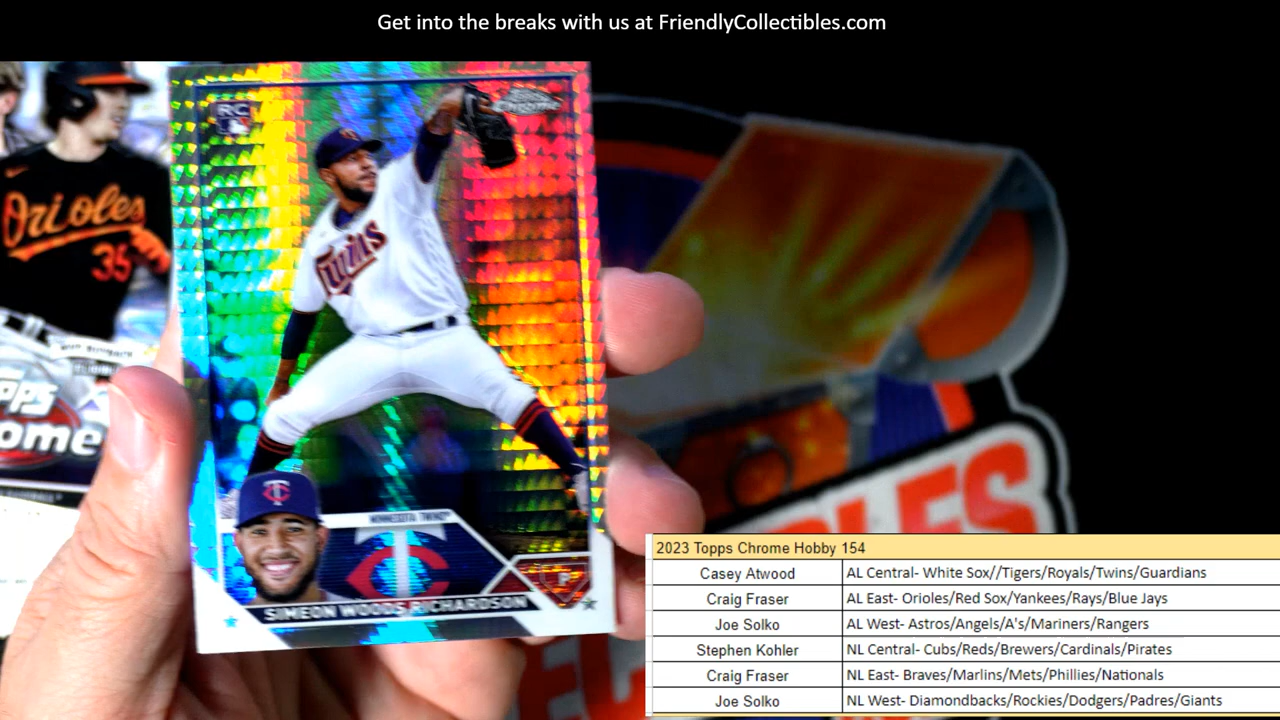 Get into the breaks with us at FriendlyCollectibles.com
RC
Topps
Chrome
Orioles
35
Twins
TC
MINNESOTA TWINS
P
SIMEON WOODS RICHARDSON
2023 Topps Chrome Hobby 154
Casey Atwood AL Central- White Sox//Tigers/Royals/Twins/Guardians
Craig Fraser AL East- Orioles/Red Sox/Yankees/Rays/Blue Jays
Joe Solko AL West- Astros/Angels/A's/Mariners/Rangers
Stephen Kohler NL Central- Cubs/Reds/Brewers/Cardinals/Pirates
Craig Fraser NL East- Braves/Marlins/Mets/Phillies/Nationals
Joe Solko NL West- Diamondbacks/Rockies/Dodgers/Padres/Giants